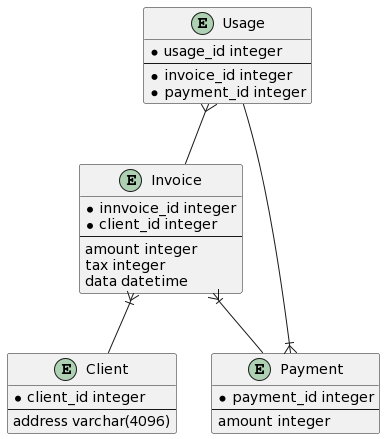 E Usage
* usage_id integer
* invoice_id integer
* payment_id integer
E Invoice
* innvoice_id integer
* client_id integer
amount integer
tax integer
data datetime
E Client
* client_id integer
address varchar(4096)
E Payment
* payment_id integer
amount integer